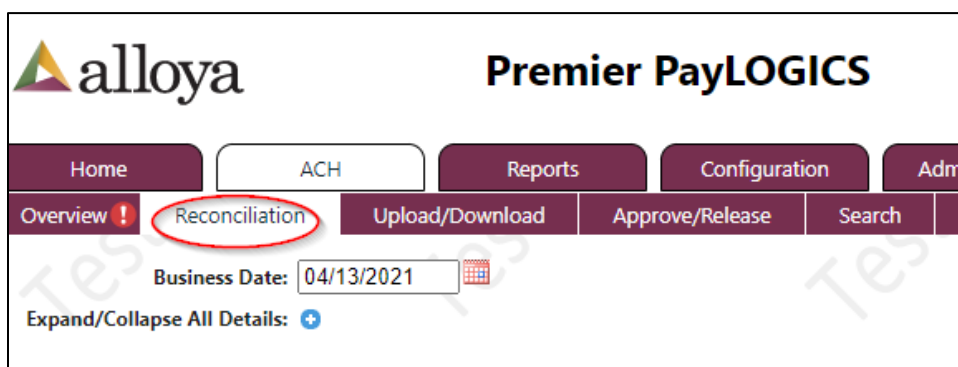 alloya
Premier PayLOGICS
Home ACH Reports Configuration
Overview Reconciliation Upload/Download Approve/Release Search
Business Date: 04/13/2021
Expand/Collapse All Details: